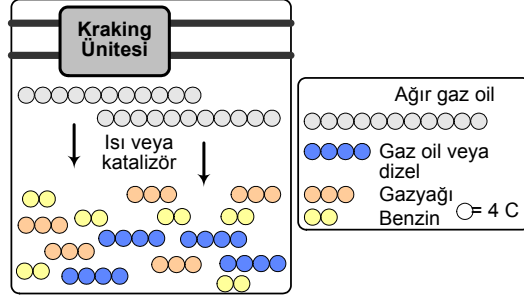 Kraking
Ünitesi
Isı veya
katalizör
Ağır gaz oil
Gaz oil veya
dizel
Gazyağı
Benzin
= 4 C